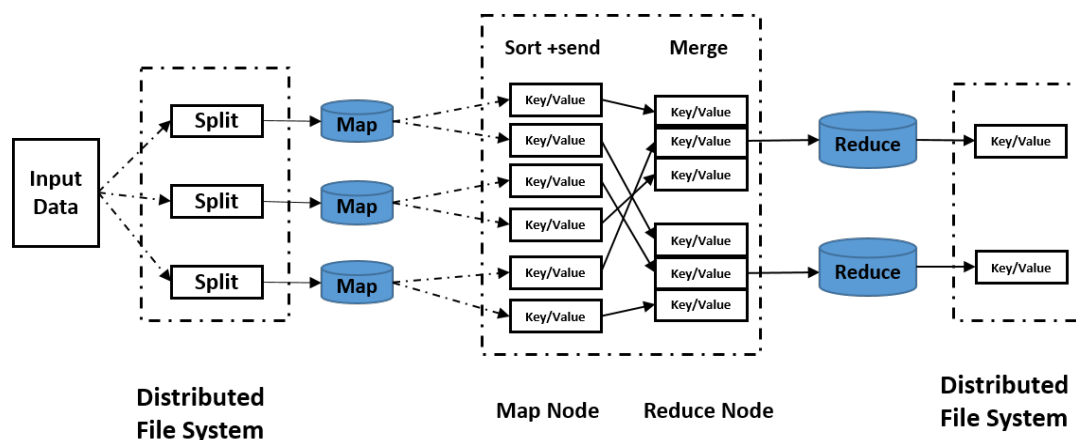 Sort +send
Merge
Input
Data
Split
Split
Split
Map
Map
Map
Key/Value
Key/Value
Key/Value
Key/Value
Key/Value
Key/Value
Key/Value
Key/Value
Key/Value
Key/Value
Key/Value
Key/Value
Reduce
Reduce
Key/Value
Key/Value
Distributed
File System
Map Node
Reduce Node
Distributed
File System